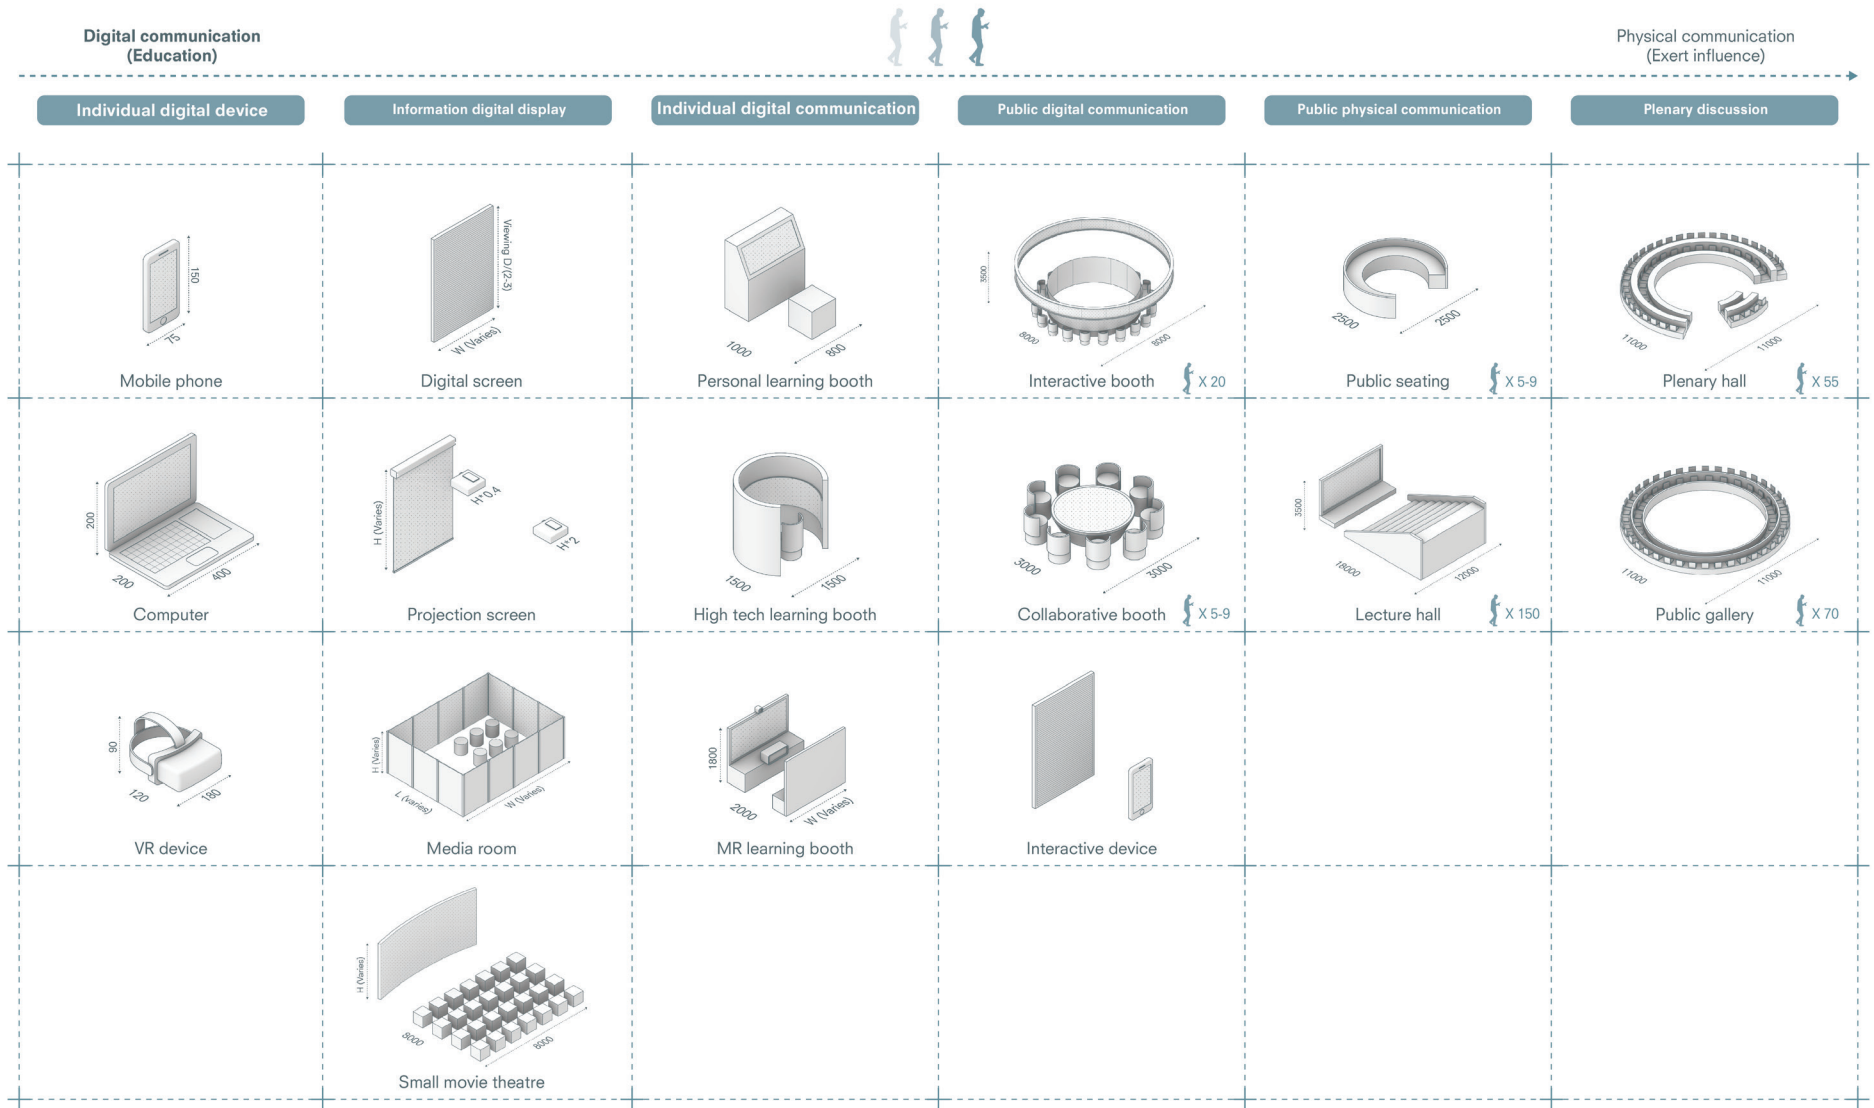 Digital communication
(Education)
Physical communication
(Exert influence)
Individual digital device
Information digital display
Individual digital communication
Public digital communication
Public physical communication
Plenary discussion
150
75
Mobile phone
Viewing D/(2-3)
W (Varies)
Digital screen
1000
800
Personal learning booth
3500
8000
8000
Interactive booth
X 20
2500
2500
Public seating
X 5-9
11000
11000
Plenary hall
X 55
200
200
400
Computer
H (Varies)
H*0.4
H*2
Projection screen
1500
1500
High tech learning booth
3000
3000
Collaborative booth
X 5-9
3500
18000
12000
Lecture hall
X 150
11000
11000
Public gallery
X 70
90
120
180
VR device
H (Varies)
L (varies)
W (Varies)
Media room
1800
2000
W (Varies)
MR learning booth
Interactive device
H (Varies)
8000
8000
Small movie theatre